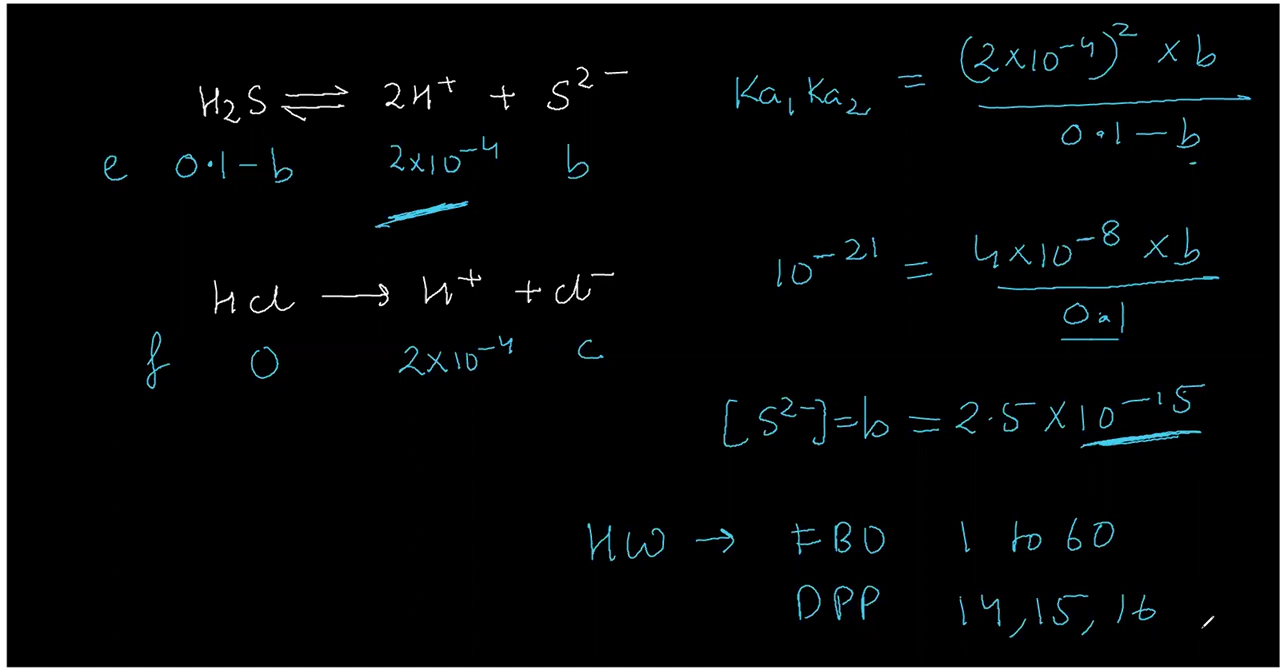 H₂S ⇌ 2H⁺ + S²⁻
e 0.1-b 2×10⁻⁴ b
HCl ⟶ H⁺ + Cl⁻
f 0 2×10⁻⁴ c
Ka₁ Ka₂ = (2×10⁻⁴)² × b / 0.1-b
10⁻²¹ = 4×10⁻⁸ × b / 0.1
[S²⁻]=b = 2.5×10⁻¹⁵
HW → EBD 1 to 60
DPP 14,15,16